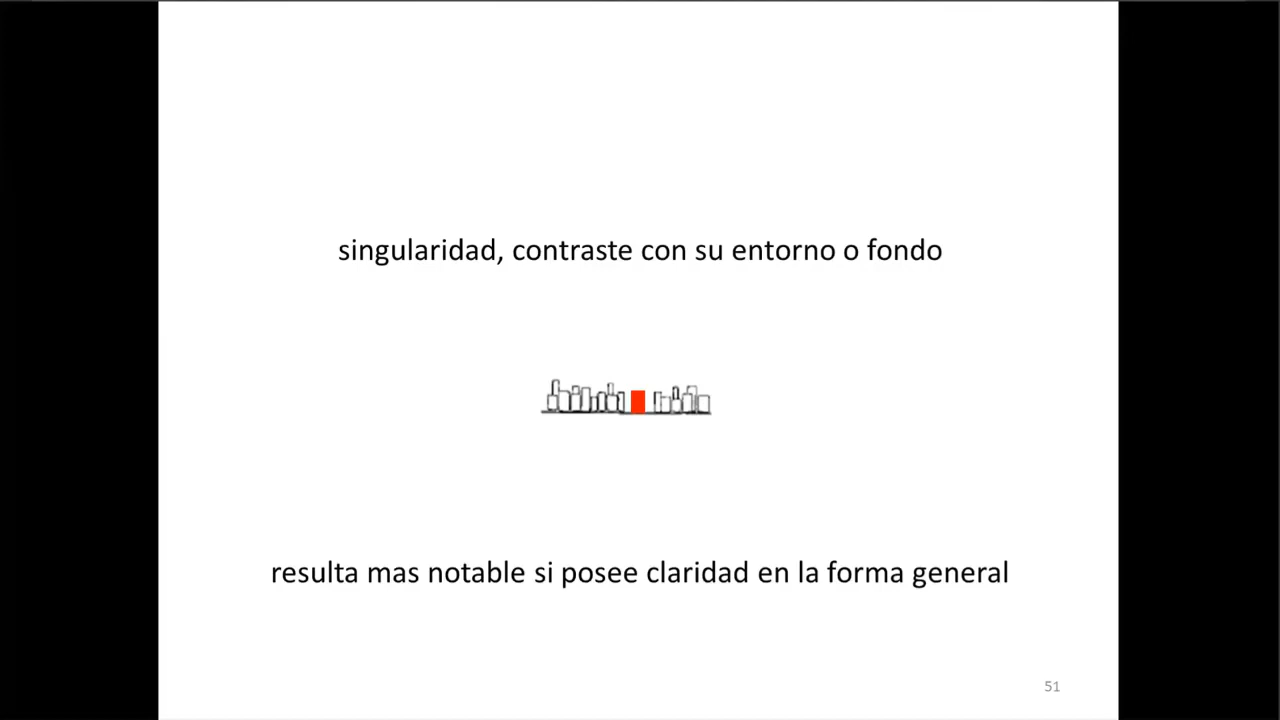 singularidad, contraste con su entorno o fondo
resulta mas notable si posee claridad en la forma general
51